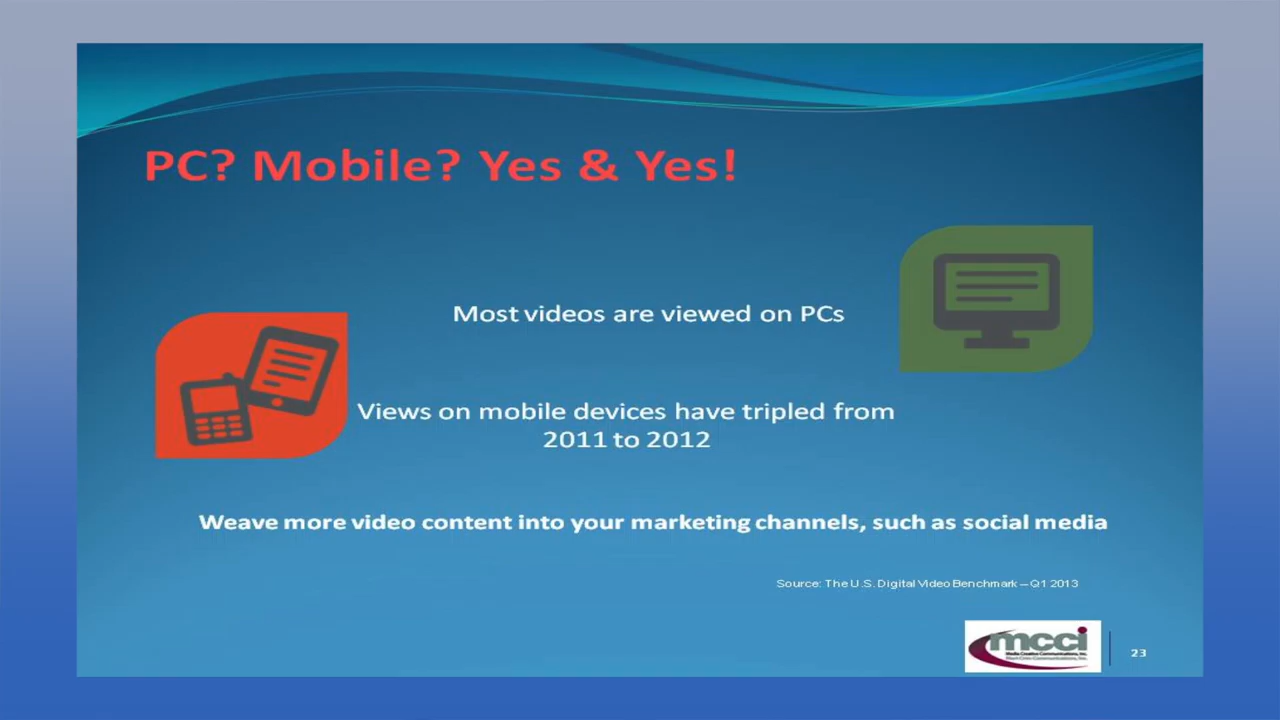 PC? Mobile? Yes & Yes!
Most videos are viewed on PCs
Views on mobile devices have tripled from
2011 to 2012
Weave more video content into your marketing channels, such as social media
Source: The U.S. Digital Video Benchmark – Q1 2013
mcci
23